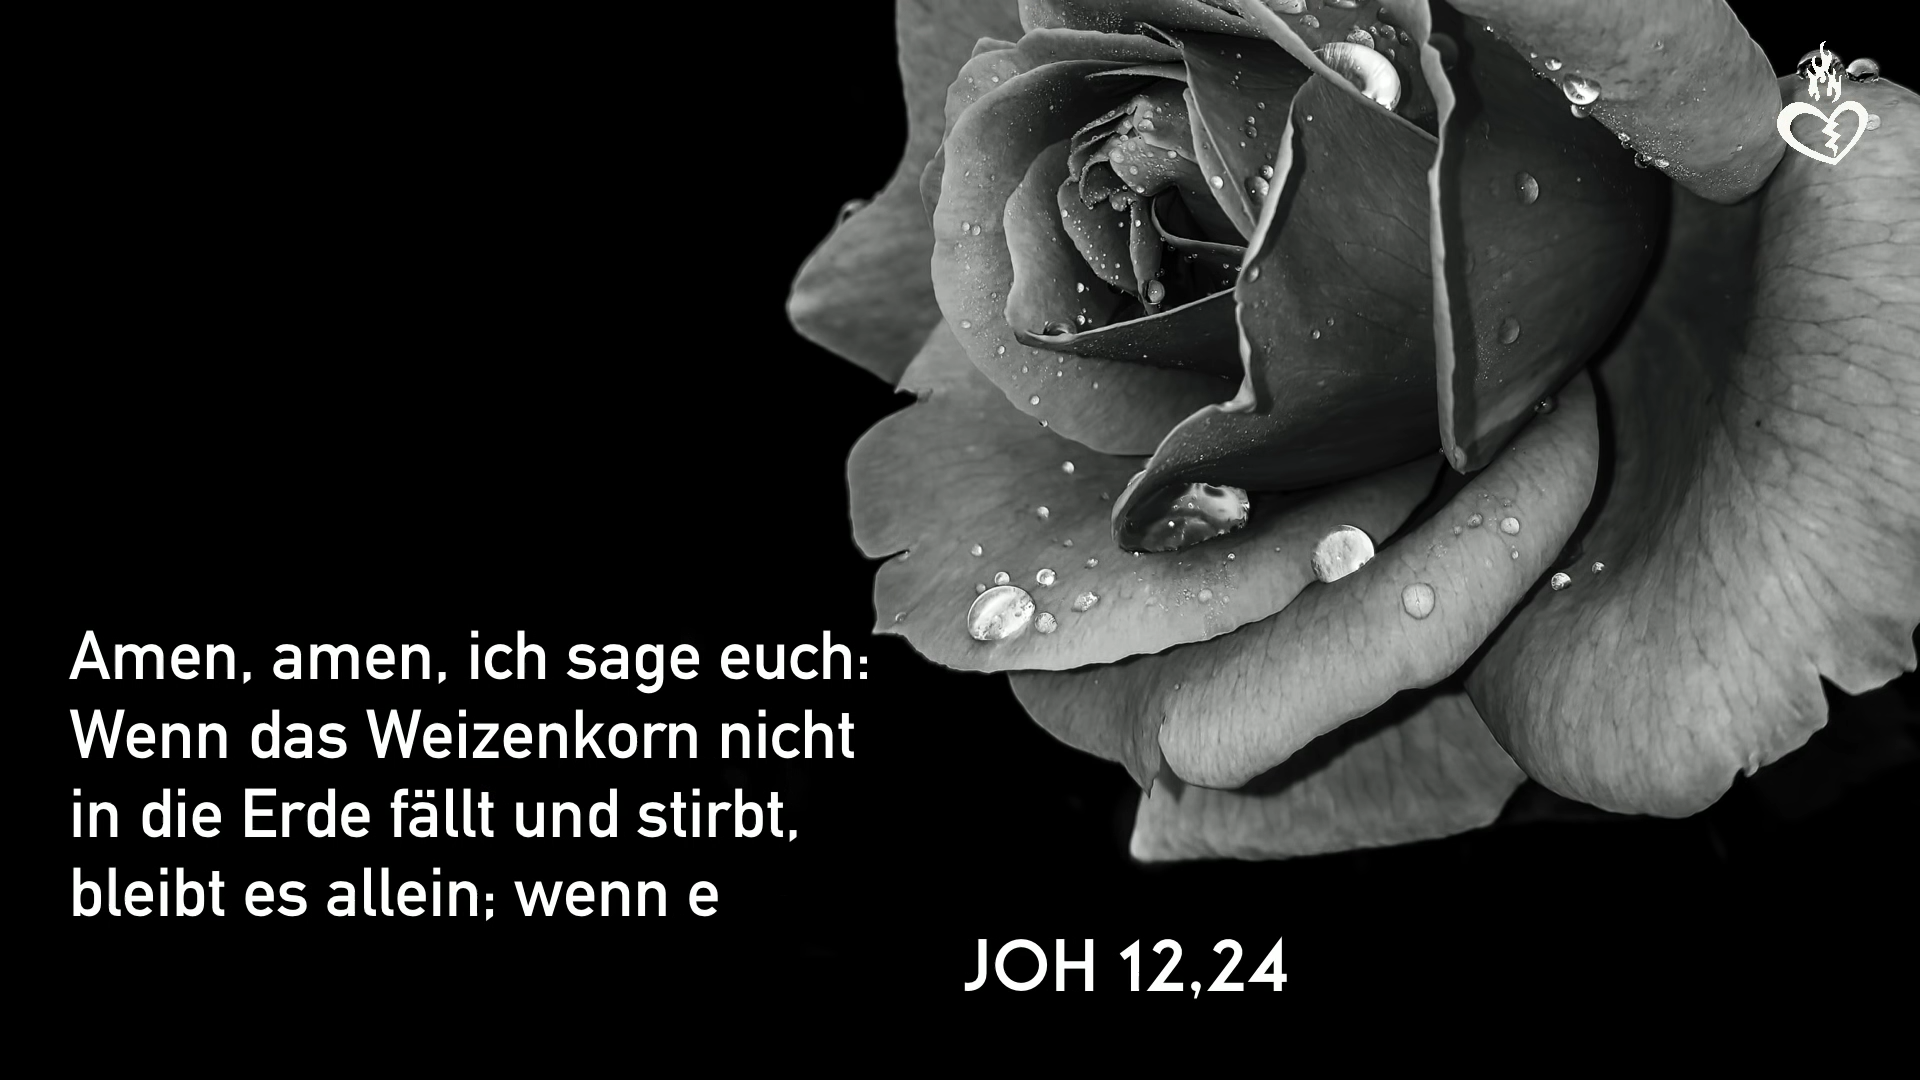 Amen, amen, ich sage euch:
Wenn das Weizenkorn nicht
in die Erde fällt und stirbt,
bleibt es allein; wenn e
JOH 12,24